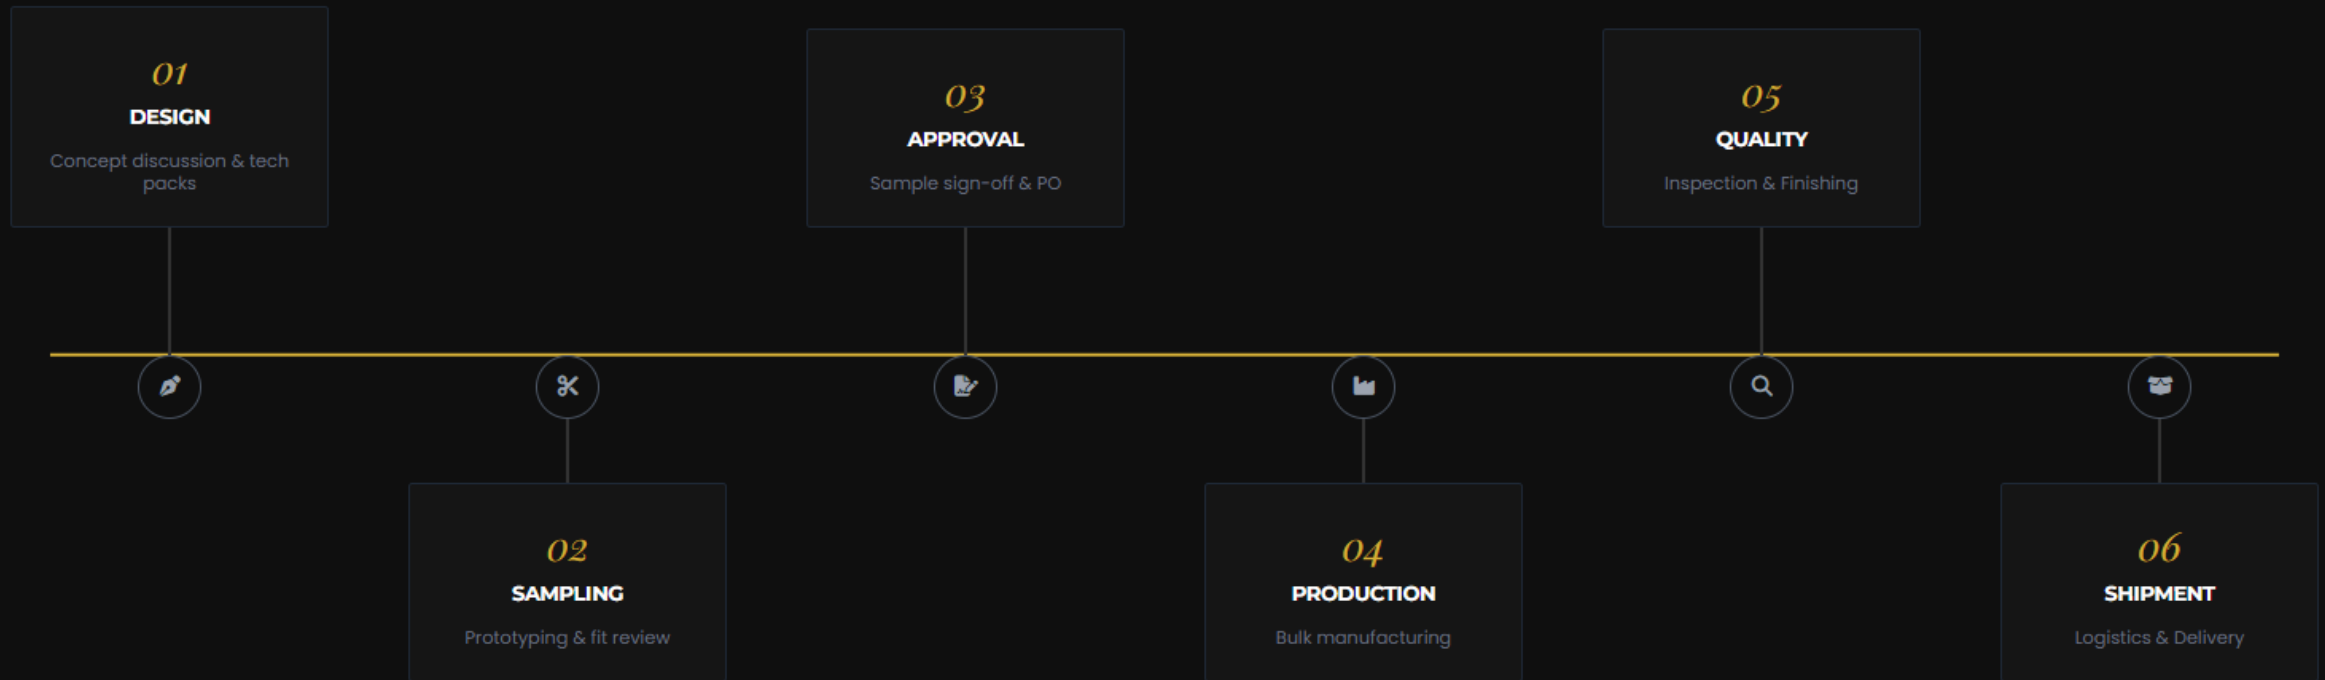 01
DESIGN
Concept discussion & tech
packs
02
SAMPLING
Prototyping & fit review
03
APPROVAL
Sample sign-off & PO
04
PRODUCTION
Bulk manufacturing
05
QUALITY
Inspection & Finishing
06
SHIPMENT
Logistics & Delivery